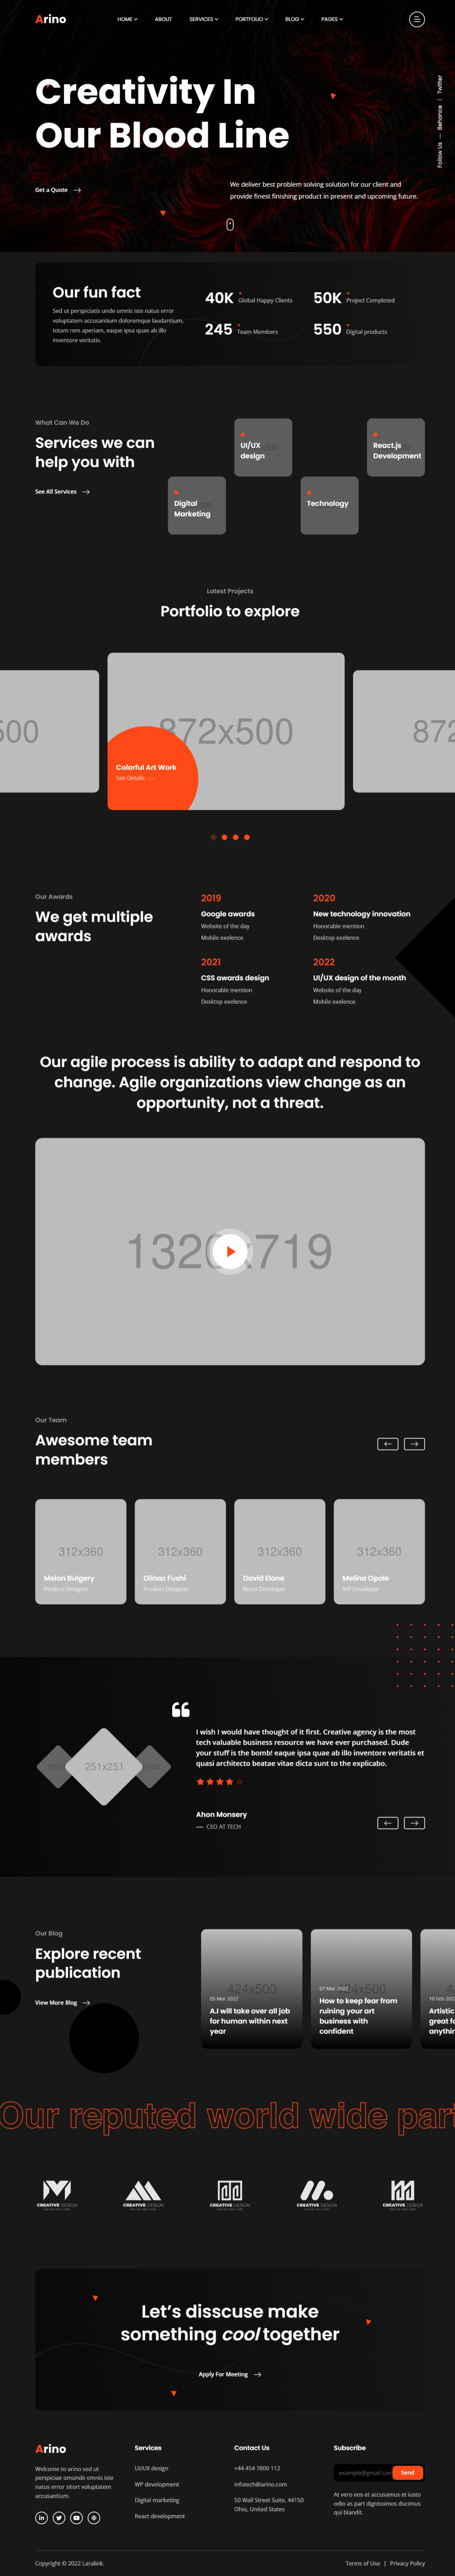 Arino
HOME
ABOUT
SERVICES
PORTFOLIO
BLOG
PAGES
Creativity In
Our Blood Line
Follow Us — Behance | Twitter
Get a Quote
We deliver best problem solving solution for our client and
provide finest finishing product in present and upcoming future.
Our fun fact
Sed ut perspiciatis unde omnis iste natus error
voluptatem accusantium doloremque laudantium,
totam rem aperiam, eaque ipsa quae ab illo
inventore veritatis.
40K Global Happy Clients
50K Project Completed
245 Team Members
550 Digital products
What Can We Do
Services we can
help you with
See All Services
UI/UX
design
React.js
Development
Digital
Marketing
Technology
Latest Projects
Portfolio to explore
500
872x500
872
Colorful Art Work
See Details
Our Awards
We get multiple
awards
2019
Google awards
Website of the day
Mobile exelence
2020
New technology innovation
Honorable mention
Desktop exelence
2021
CSS awards design
Honorable mention
Desktop exelence
2022
UI/UX design of the month
Website of the day
Mobile exelence
Our agile process is ability to adapt and respond to
change. Agile organizations view change as an
opportunity, not a threat.
Our Team
Awesome team
members
312x360
Melon Bulgery
Product Designer
312x360
Olinaz Fushi
Product Designer
312x360
David Elone
React Developer
312x360
Melina Opole
WP Developer
251x251
I wish I would have thought of it first. Creative agency is the most
tech valuable business resource we have ever purchased. Dude
your stuff is the bomb! eaque ipsa quae ab illo inventore veritatis et
quasi architecto beatae vitae dicta sunt to the explicabo.
Ahon Monsery
— CEO AT TECH
Our Blog
Explore recent
publication
View More Blog
424x500
05 Mar 2022
A.I will take over all job
for human within next
year
07 Mar 2022
How to keep fear from
ruining your art
business with
confident
10 Feb 202
Artistic
great fo
anythin
Our reputed world wide part
CREATIVE DESIGN
CREATIVE DESIGN
CREATIVE DESIGN
CREATIVE DESIGN
CREATIVE DESIGN
Let's disscuse make
something cool together
Apply For Meeting
Arino
Welcome to arino sed ut
perspiciae omunde omnis iste
natus error sitort voluptatem
accusantium.
Services
UI/UX design
WP development
Digital marketing
React development
Contact Us
+44 454 7800 112
infotech@arino.com
50 Wall Street Suite, 44150
Ohio, United States
Subscribe
example@gmail.com
Send
At vero eos et accusamus et iusto
odio as part dignissimos ducimus
qui blandit.
Copyright © 2022 Laralink.
Terms of Use | Privacy Policy